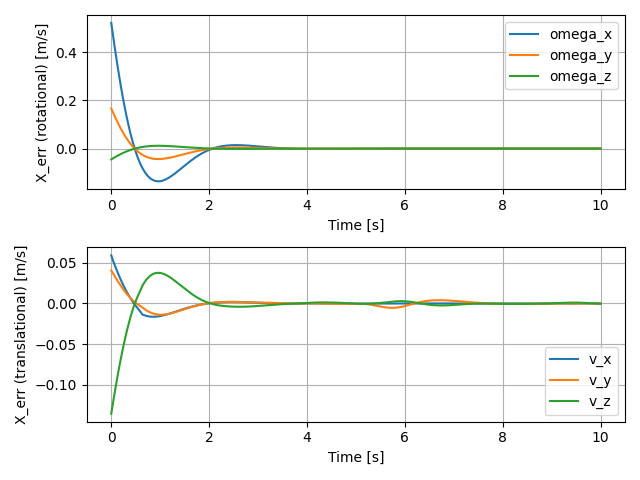 X_err (rotational) [m/s]
0.4
0.2
0.0
omega_x
omega_y
omega_z
0 2 4 6 8 10
Time [s]
X_err (translational) [m/s]
0.05
0.00
−0.05
−0.10
v_x
v_y
v_z
0 2 4 6 8 10
Time [s]